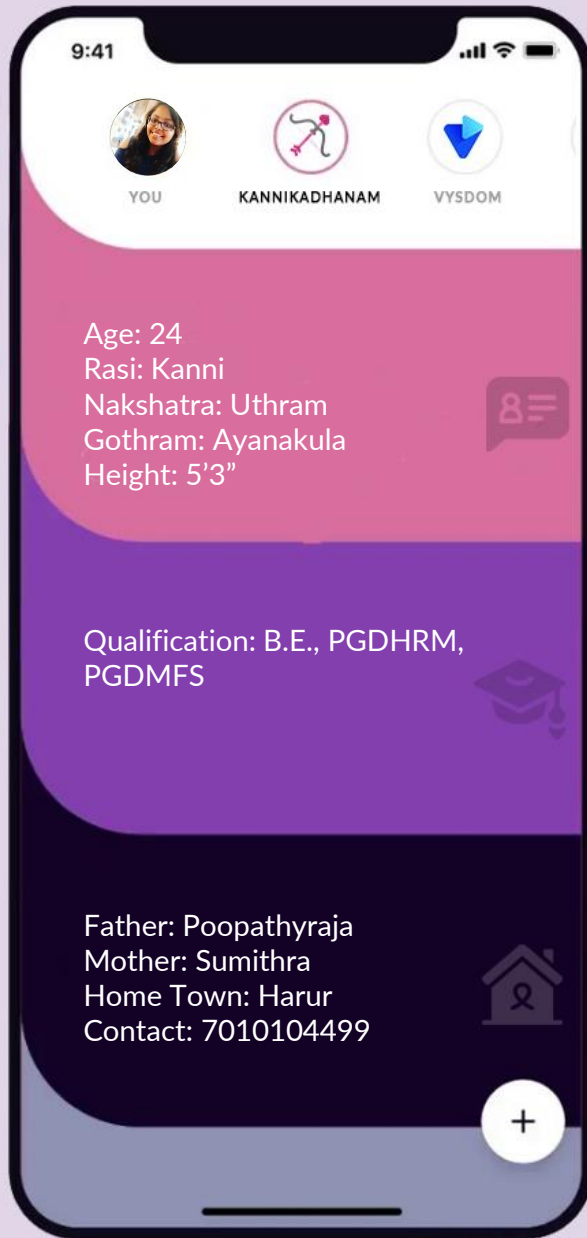 9:41
YOU
KANNIKADHANAM
VYSDOM
Age: 24
Rasi: Kanni
Nakshatra: Uthram
Gothram: Ayanakula
Height: 5’3”
Qualification: B.E., PGDHRM,
PGDMFS
Father: Poopathyraja
Mother: Sumithra
Home Town: Harur
Contact: 7010104499
+